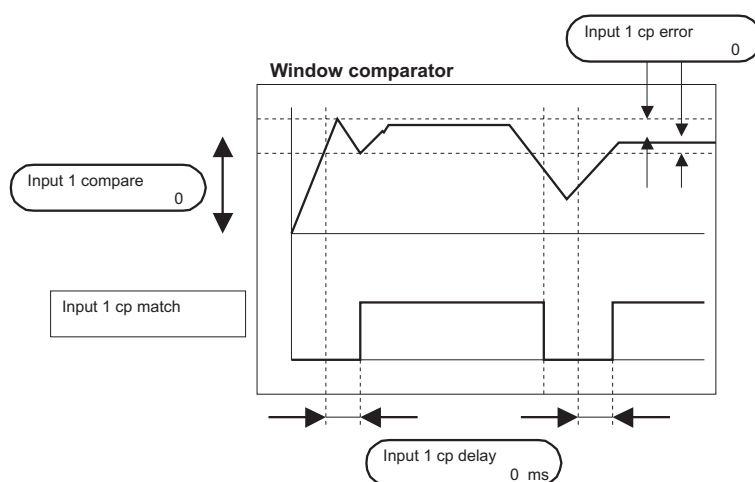 Input 1 cp error
0
Window comparator
Input 1 compare
0
Input 1 cp match
Input 1 cp delay
0 ms